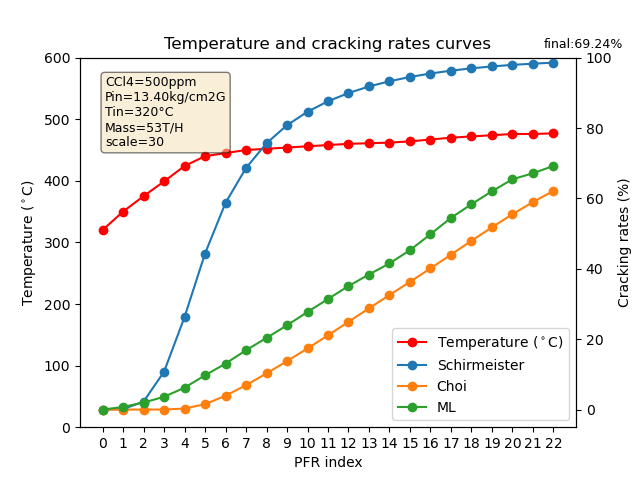 Temperature and cracking rates curves
final:69.24%
CCl4=500ppm
Pin=13.40kg/cm2G
Tin=320°C
Mass=53T/H
scale=30
Temperature (°C)
600
500
400
300
200
100
0
Cracking rates (%)
100
80
60
40
20
0
Temperature (°C)
Schirmeister
Choi
ML
0 1 2 3 4 5 6 7 8 9 10 11 12 13 14 15 16 17 18 19 20 21 22
PFR index